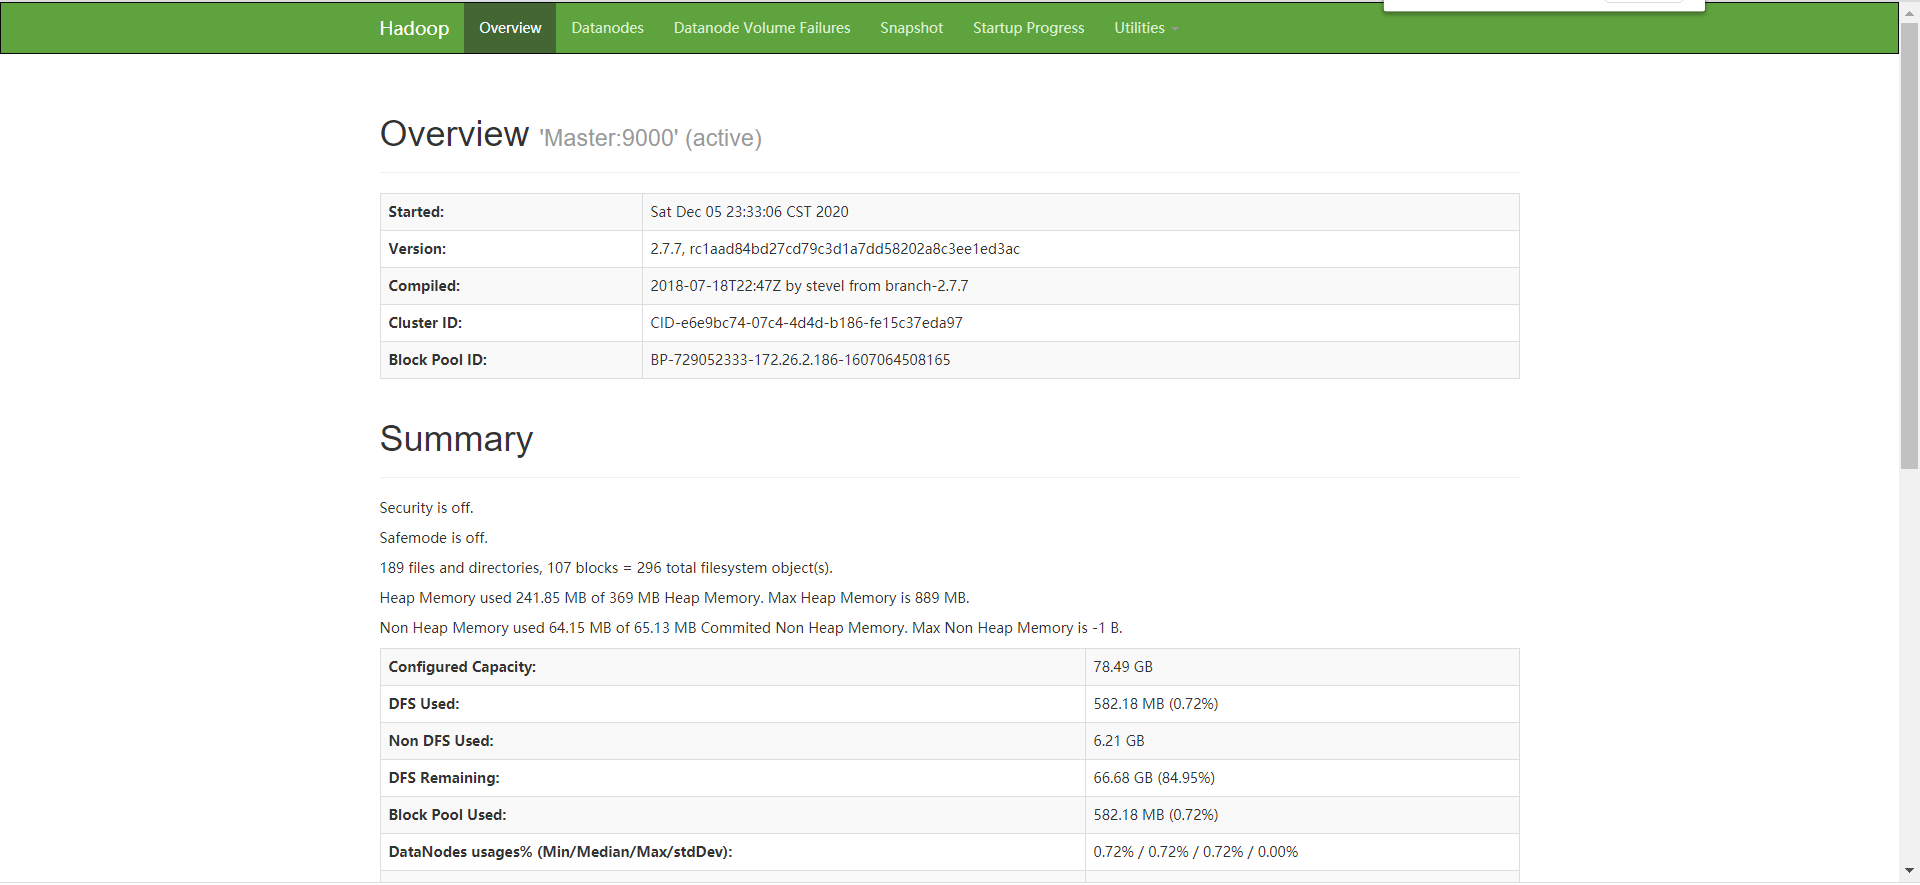 Hadoop Overview Datanodes Datanode Volume Failures Snapshot Startup Progress Utilities
Overview 'Master:9000' (active)
Started: Sat Dec 05 23:33:06 CST 2020
Version: 2.7.7, rc1aad84bd27cd79c3d1a7dd58202a8c3ee1ed3ac
Compiled: 2018-07-18T22:47Z by stevel from branch-2.7.7
Cluster ID: CID-e6e9bc74-07c4-4d4d-b186-fe15c37eda97
Block Pool ID: BP-729052333-172.26.2.186-1607064508165
Summary
Security is off.
Safemode is off.
189 files and directories, 107 blocks = 296 total filesystem object(s).
Heap Memory used 241.85 MB of 369 MB Heap Memory. Max Heap Memory is 889 MB.
Non Heap Memory used 64.15 MB of 65.13 MB Commited Non Heap Memory. Max Non Heap Memory is -1 B.
Configured Capacity: 78.49 GB
DFS Used: 582.18 MB (0.72%)
Non DFS Used: 6.21 GB
DFS Remaining: 66.68 GB (84.95%)
Block Pool Used: 582.18 MB (0.72%)
DataNodes usages% (Min/Median/Max/stdDev): 0.72% / 0.72% / 0.72% / 0.00%